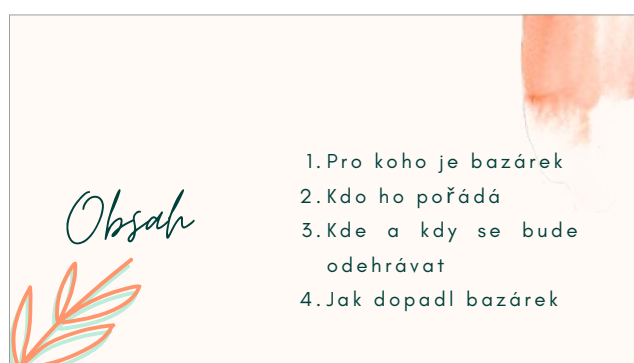 Obsah
1. Pro koho je bazárek
2. Kdo ho pořádá
3. Kde a kdy se bude
odehrávat
4. Jak dopadl bazárek